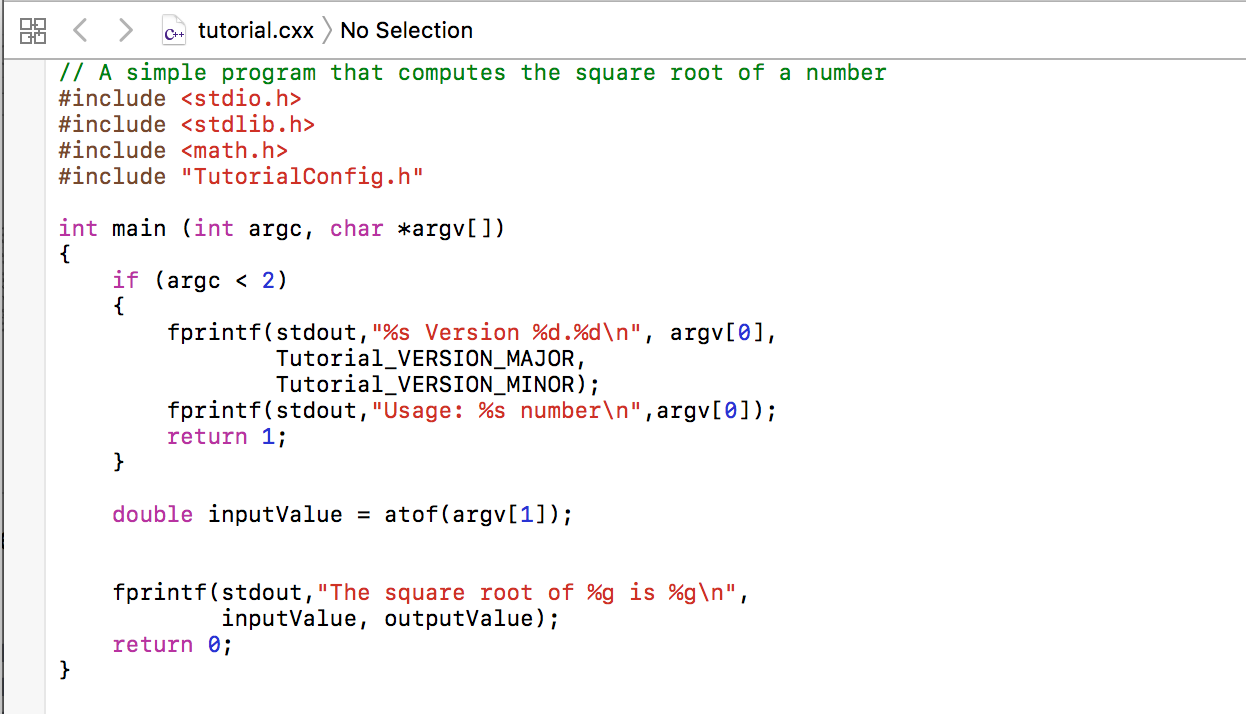 C++ tutorial.cxx 〉 No Selection
// A simple program that computes the square root of a number
#include <stdio.h>
#include <stdlib.h>
#include <math.h>
#include "TutorialConfig.h"
int main (int argc, char *argv[])
{
    if (argc < 2)
    {
        fprintf(stdout,"%s Version %d.%d\n", argv[0],
                Tutorial_VERSION_MAJOR,
                Tutorial_VERSION_MINOR);
        fprintf(stdout,"Usage: %s number\n",argv[0]);
        return 1;
    }
    double inputValue = atof(argv[1]);
    fprintf(stdout,"The square root of %g is %g\n",
            inputValue, outputValue);
    return 0;
}